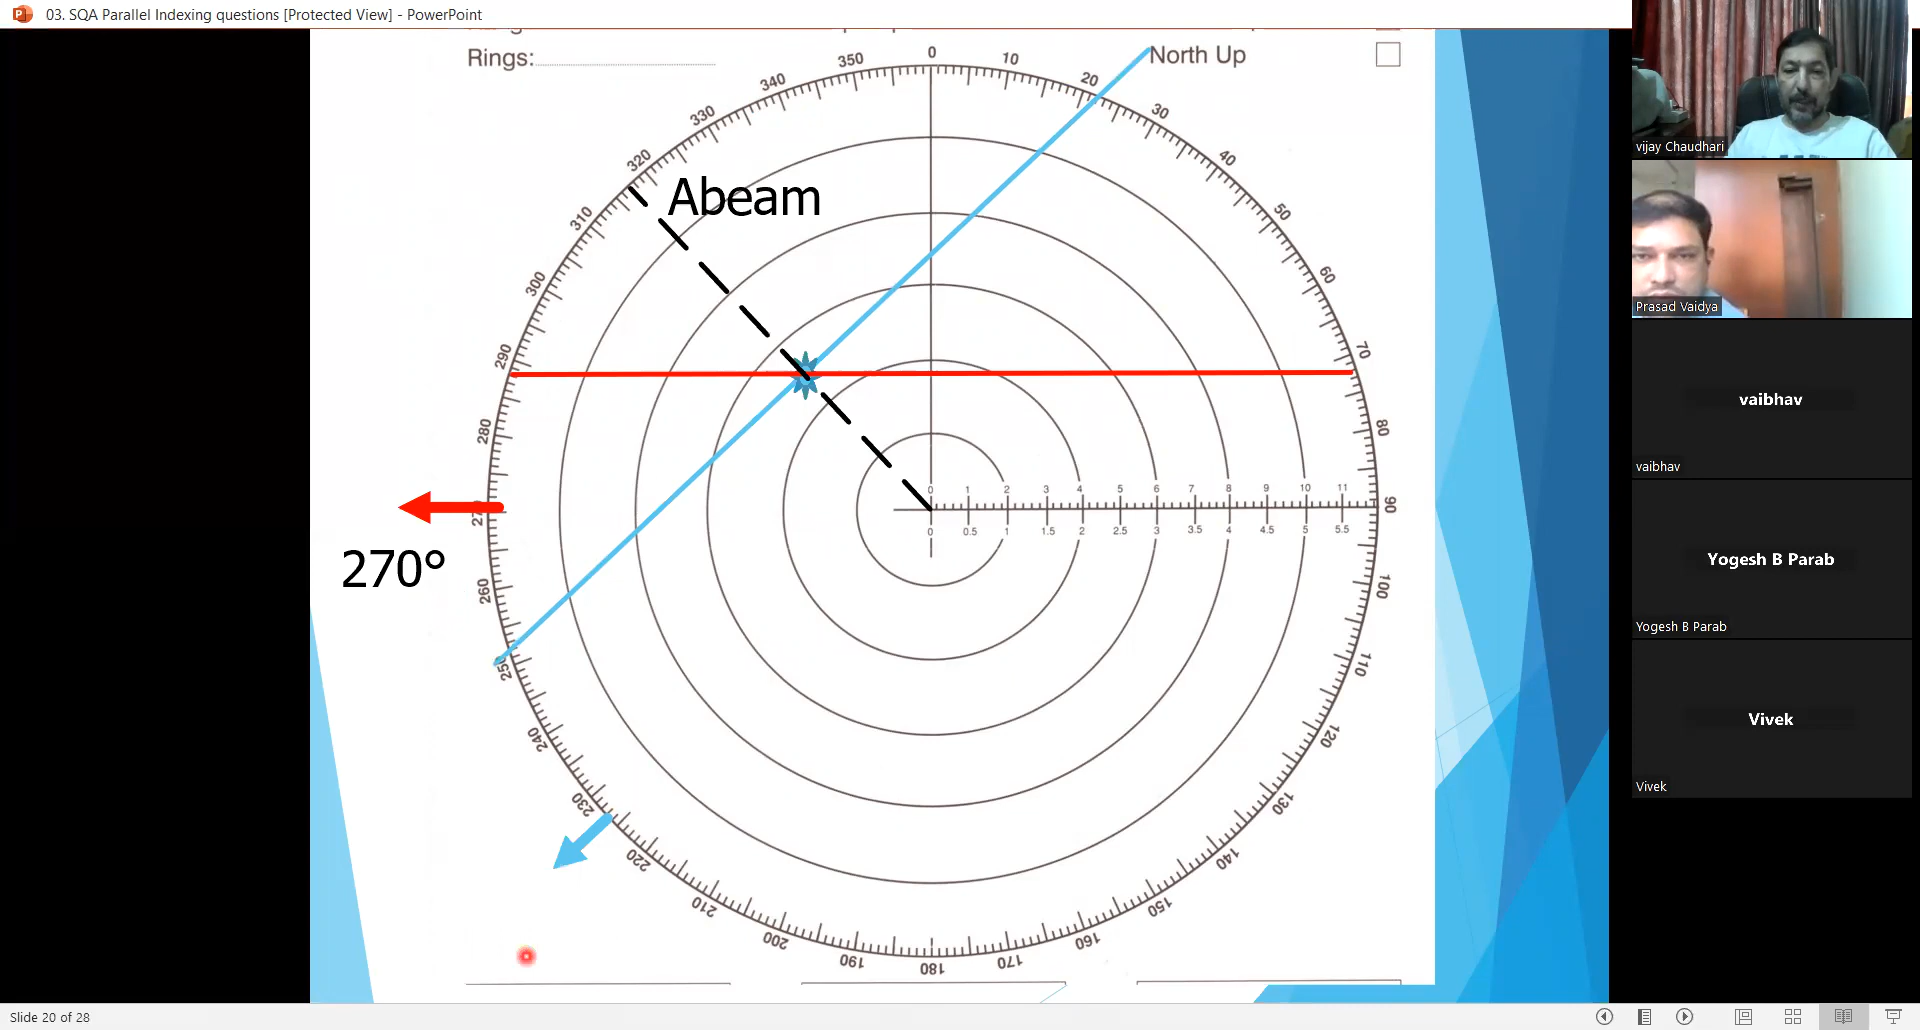 03. SQA Parallel Indexing questions [Protected View] - PowerPoint
Rings:
North Up
0
10
20
30
40
50
60
70
80
90
100
110
120
130
140
150
160
170
180
190
200
210
220
230
240
260
280
290
300
310
320
330
340
350
Abeam
270°
0 1 2 3 4 5 6 7 8 9 10 11
0 0.5 1 1.5 2 2.5 3 3.5 4 4.5 5 5.5
vijay Chaudhari
Prasad Vaidya
vaibhav
vaibhav
Yogesh B Parab
Yogesh B Parab
Vivek
Vivek
Slide 20 of 28